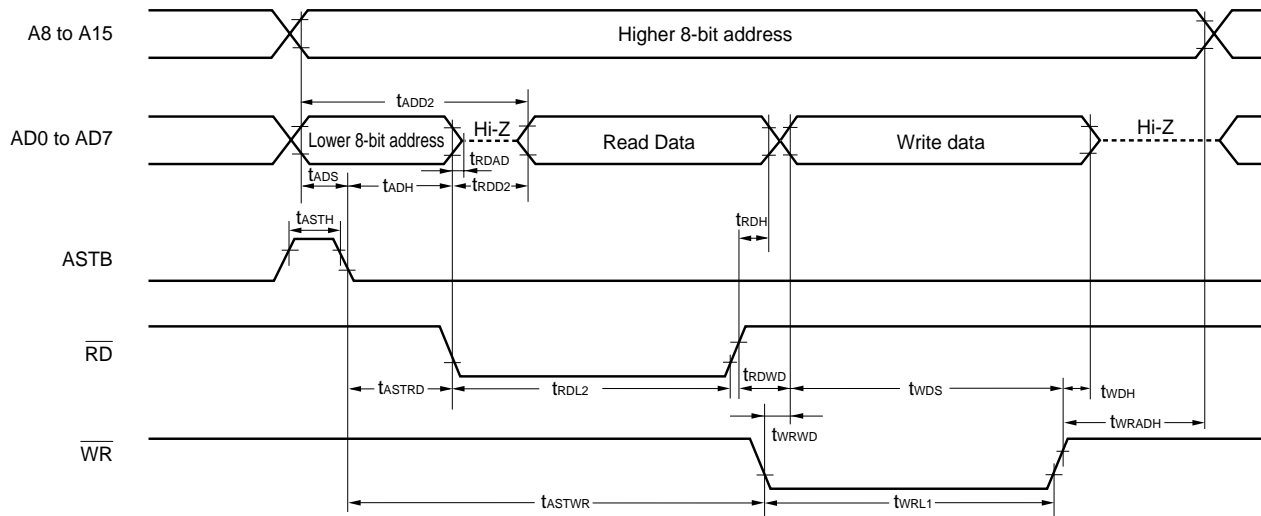 A8 to A15
Higher 8-bit address
tADD2
AD0 to AD7
Lower 8-bit address
Hi-Z
Read Data
Write data
Hi-Z
tRDAD
tADS
tADH
tRDD2
tASTH
tRDH
ASTB
RD
tASTRD
tRDL2
tRDWD
tWDS
tWDH
tWRWD
tWRADH
WR
tASTWR
tWRL1